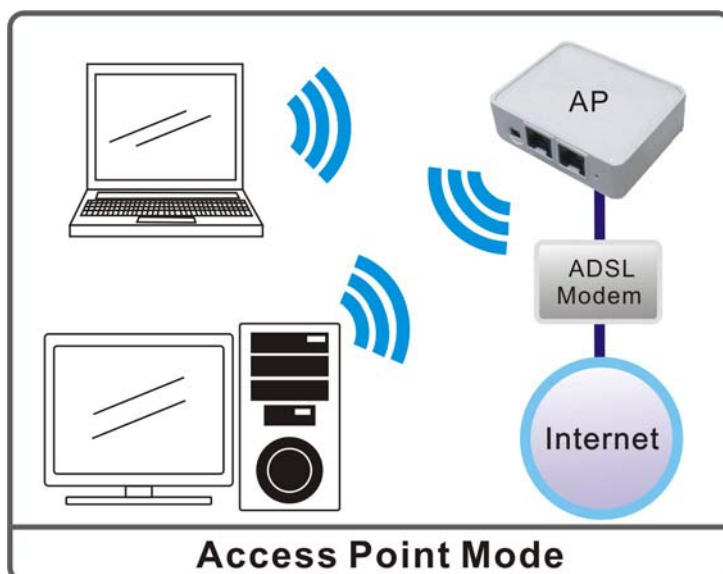 AP
ADSL
Modem
Internet
Access Point Mode